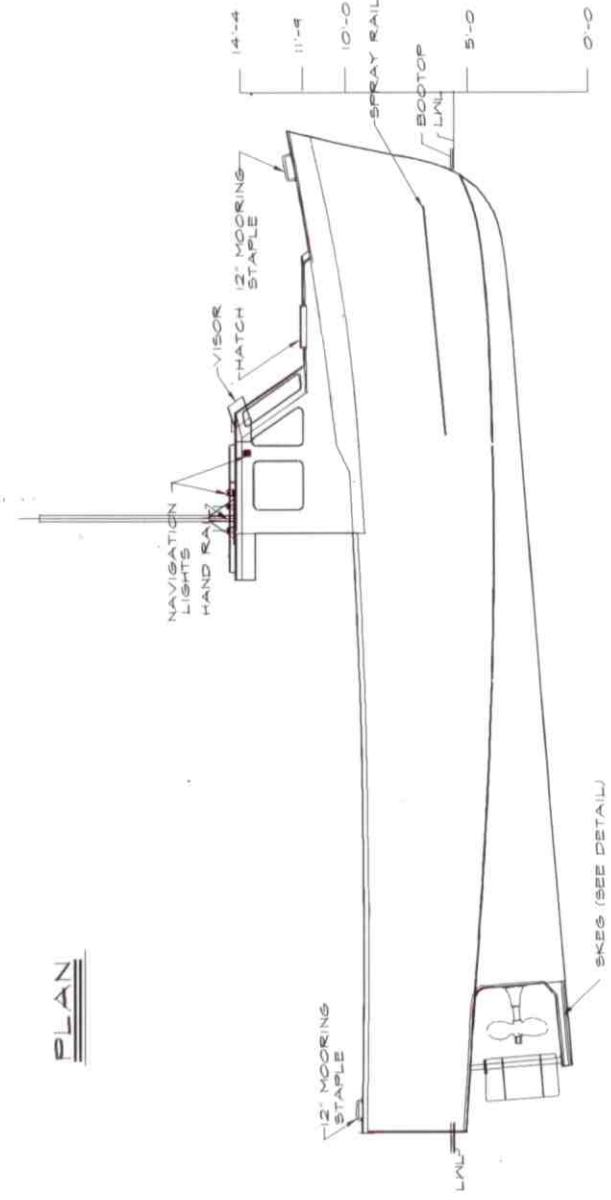 PLAN
NAVIGATION
LIGHTS
HAND RAIL
VISOR
HATCH
12" MOORING
STAPLE
14'-4
11'-9
10'-0
SPRAY RAIL
BOOTOP
LWL
5'-0
0'-0
12" MOORING
STAPLE
LWL
SKEG (SEE DETAIL)